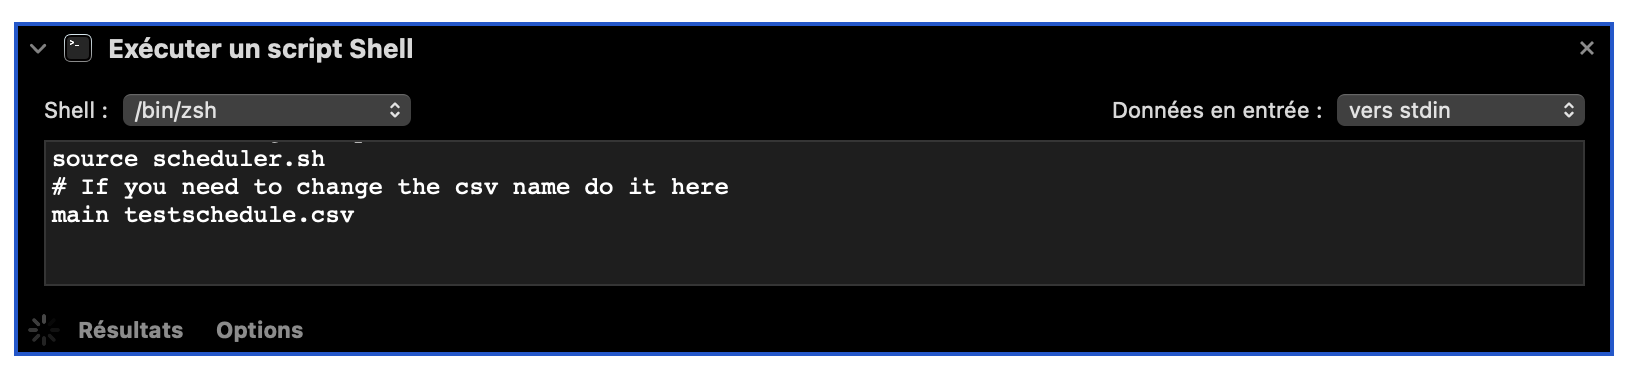 Exécuter un script Shell
Shell : /bin/zsh Données en entrée : vers stdin
source scheduler.sh
# If you need to change the csv name do it here
main testschedule.csv
Résultats Options